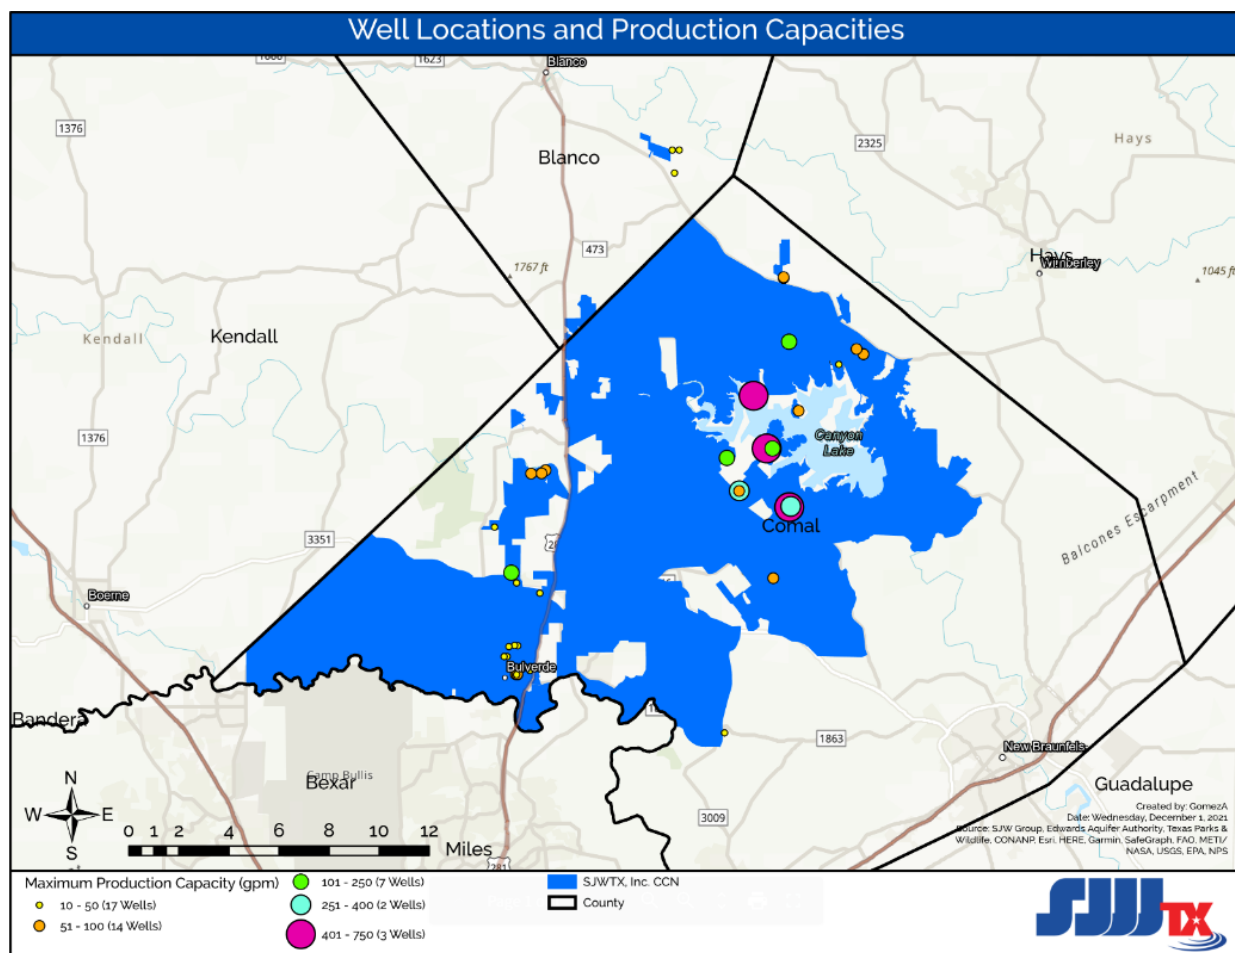 Well Locations and Production Capacities
1623
Blanco
1376
Blanco
2325
Hays
473
Hays
Wimberley
1767 ft
1045 ft
Kendall
Kendall
1376
Canyon
Lake
Comal
Balcones Escarpment
3351
Boerne
Bulverde
Bandera
1863
New Braunfels
Camp Bullis
Bexar
Guadalupe
3009
N
W
E
S
0 1 2 4 6 8 10 12
Miles
281
Created by: GomezA
Date: Wednesday, December 1, 2021
Source: SJW Group, Edwards Aquifer Authority, Texas Parks &
Wildlife, CONANP, Esri, HERE, Garmin, SafeGraph, FAO, METI/
NASA, USGS, EPA, NPS
Maximum Production Capacity (gpm)
10 - 50 (17 Wells)
51 - 100 (14 Wells)
101 - 250 (7 Wells)
251 - 400 (2 Wells)
401 - 750 (3 Wells)
SJWTX, Inc. CCN
County
SJWTX